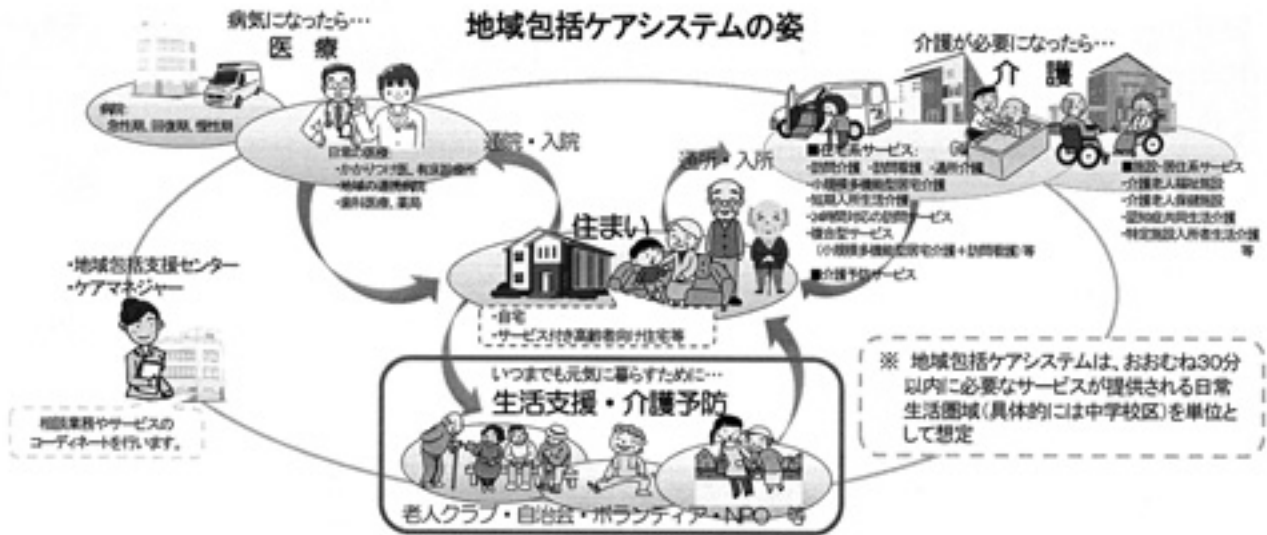 地域包括ケアシステムの姿
病気になったら…
医療
病院:
急性期、回復期、慢性期
日常の医療:
・かかりつけ医、有床診療所
・地域の連携病院
・歯科医療、薬局
通院・入院
通所・入所
介護が必要になったら…
介護
■在宅系サービス:
・訪問介護 ・訪問看護 ・通所介護
・小規模多機能型居宅介護
・短期入所生活介護
・24時間対応の訪問サービス
・複合型サービス
(小規模多機能型居宅介護+訪問看護)等
■介護予防サービス
■施設・居住系サービス
・介護老人福祉施設
・介護老人保健施設
・認知症共同生活介護
・特定施設入所者生活介護
等
住まい
・自宅
・サービス付き高齢者向け住宅等
・地域包括支援センター
・ケアマネジャー
相談業務やサービスの
コーディネートを行います。
いつまでも元気に暮らすために…
生活支援・介護予防
老人クラブ・自治会・ボランティア・NPO 等
※ 地域包括ケアシステムは、おおむね30分
以内に必要なサービスが提供される日常
生活圏域(具体的には中学校区)を単位と
して想定